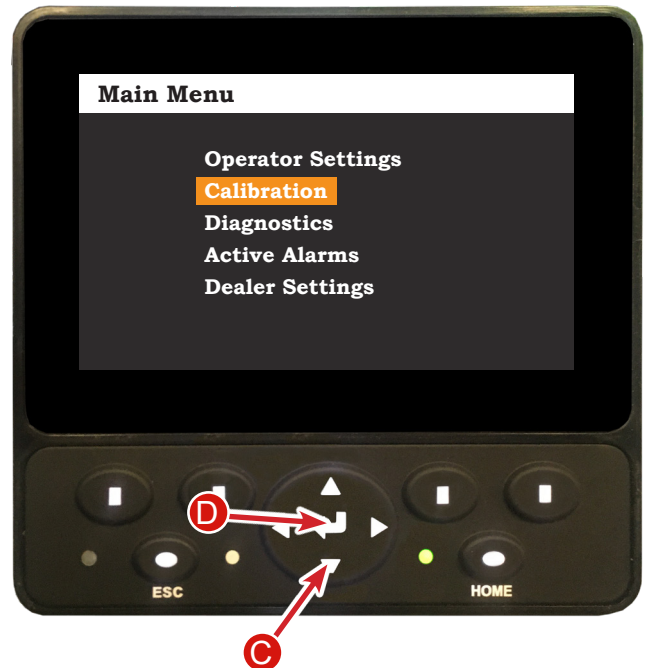 Main Menu
Operator Settings
Calibration
Diagnostics
Active Alarms
Dealer Settings
D
ESC
HOME
C